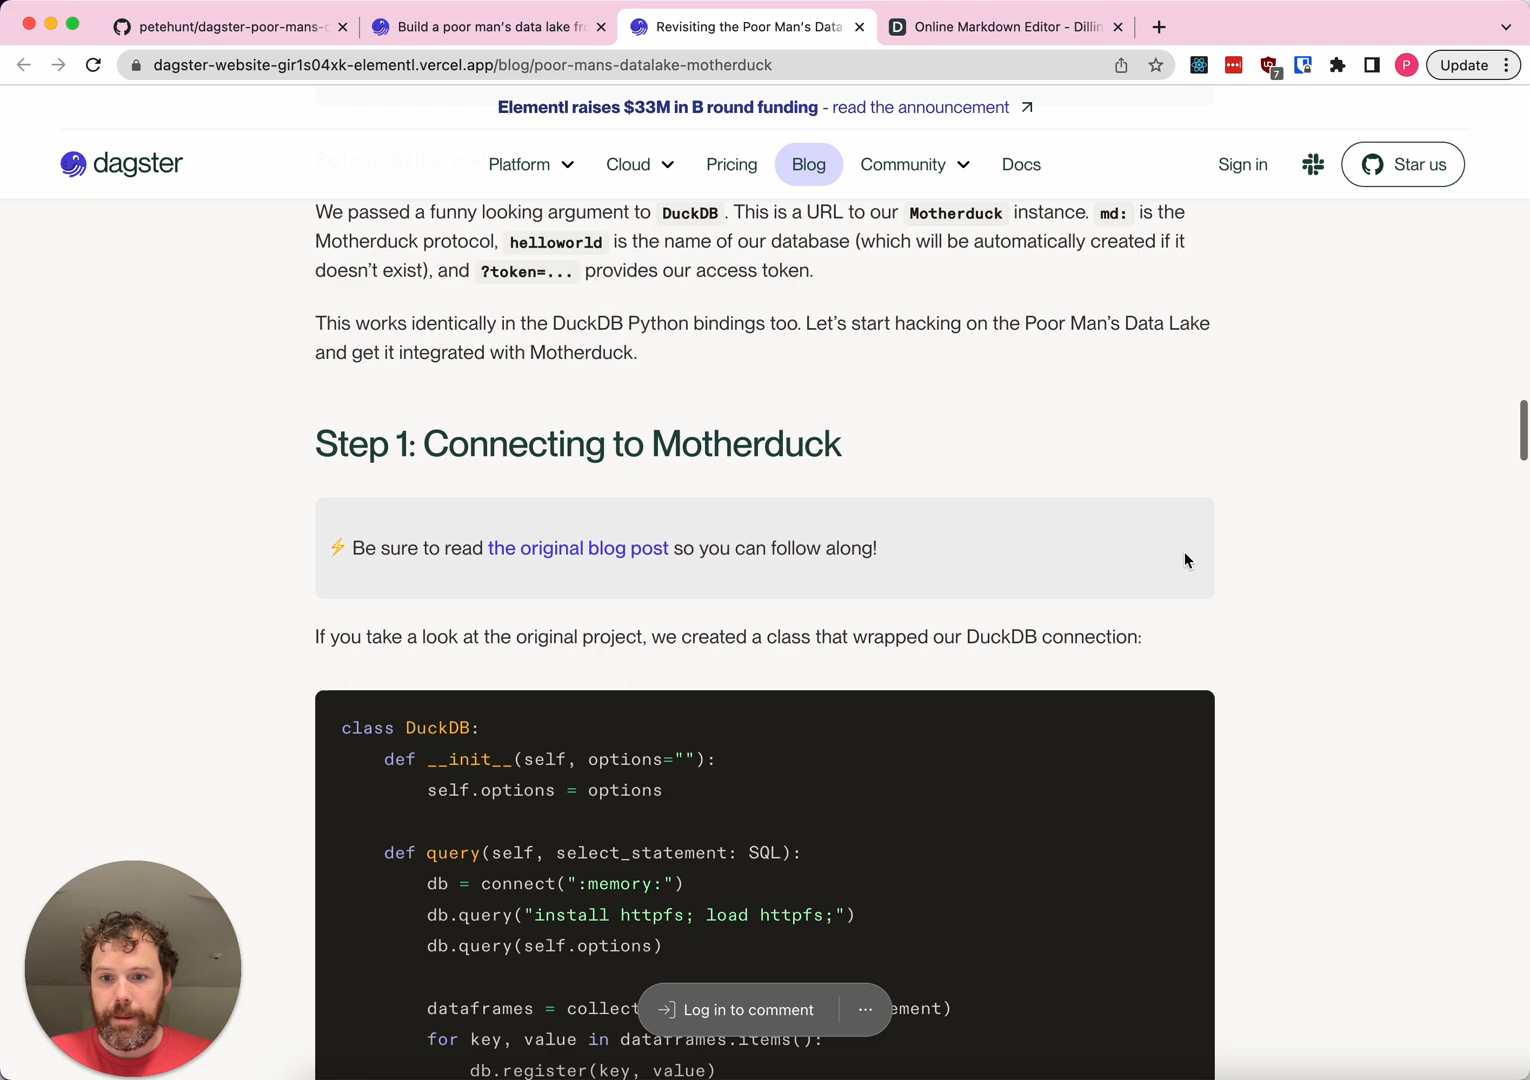 petehunt/dagster-poor-mans-
Build a poor man's data lake fr
Revisiting the Poor Man's Data
D
Online Markdown Editor - Dillin
dagster-website-gir1s04xk-elementl.vercel.app/blog/poor-mans-datalake-motherduck
7
P
Update
Elementl raises $33M in B round funding - read the announcement
dagster
Platform
Cloud
Pricing
Blog
Community
Docs
Sign in
Star us
We passed a funny looking argument to DuckDB. This is a URL to our Motherduck instance. md: is the
Motherduck protocol, helloworld is the name of our database (which will be automatically created if it
doesn't exist), and ?token=... provides our access token.
This works identically in the DuckDB Python bindings too. Let's start hacking on the Poor Man's Data Lake
and get it integrated with Motherduck.
Step 1: Connecting to Motherduck
⚡ Be sure to read the original blog post so you can follow along!
If you take a look at the original project, we created a class that wrapped our DuckDB connection:
class DuckDB:
def __init__(self, options=""):
self.options = options
def query(self, select_statement: SQL):
db = connect(":memory:")
db.query("install httpfs; load httpfs;")
db.query(self.options)
dataframes = collect ement)
for key, value in dataframes.items():
db.register(key, value)
Log in to comment